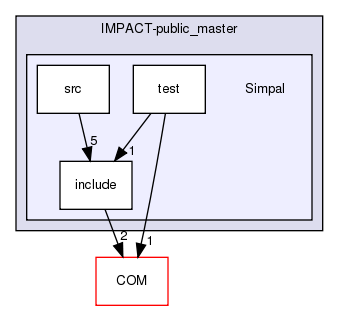 IMPACT-public_master
src
test
Simpal
5
1
include
2
1
COM